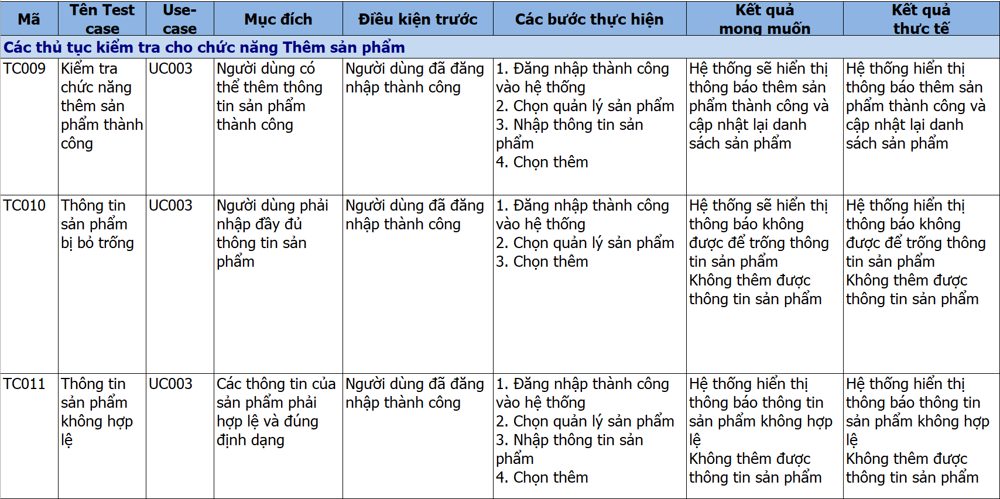 Mã
Tên Test
case
Use-
case
Mục đích
Điều kiện trước
Các bước thực hiện
Kết quả
mong muốn
Kết quả
thực tế
Các thủ tục kiểm tra cho chức năng Thêm sản phẩm
TC009
Kiểm tra
chức năng
thêm sản
phẩm thành
công
UC003
Người dùng có
thể thêm thông
tin sản phẩm
thành công
Người dùng đã đăng
nhập thành công
1. Đăng nhập thành công
vào hệ thống
2. Chọn quản lý sản phẩm
3. Nhập thông tin sản
phẩm
4. Chọn thêm
Hệ thống sẽ hiển thị
thông báo thêm sản
phẩm thành công và
cập nhật lại danh
sách sản phẩm
Hệ thống hiển thị
thông báo thêm sản
phẩm thành công và
cập nhật lại danh
sách sản phẩm
TC010
Thông tin
sản phẩm
bị bỏ trống
UC003
Người dùng phải
nhập đầy đủ
thông tin sản
phẩm
Người dùng đã đăng
nhập thành công
1. Đăng nhập thành công
vào hệ thống
2. Chọn quản lý sản phẩm
3. Chọn thêm
Hệ thống sẽ hiển thị
thông báo không
được để trống thông
tin sản phẩm
Không thêm được
thông tin sản phẩm
Hệ thống hiển thị
thông báo không
được để trống thông
tin sản phẩm
Không thêm được
thông tin sản phẩm
TC011
Thông tin
sản phẩm
không hợp
lệ
UC003
Các thông tin của
sản phẩm phải
hợp lệ và đúng
định dạng
Người dùng đã đăng
nhập thành công
1. Đăng nhập thành công
vào hệ thống
2. Chọn quản lý sản phẩm
3. Nhập thông tin sản
phẩm
4. Chọn thêm
Hệ thống hiển thị
thông báo thông tin
sản phẩm không hợp
lệ
Không thêm được
thông tin sản phẩm
Hệ thống hiển thị
thông báo thông tin
sản phẩm không hợp
lệ
Không thêm được
thông tin sản phẩm